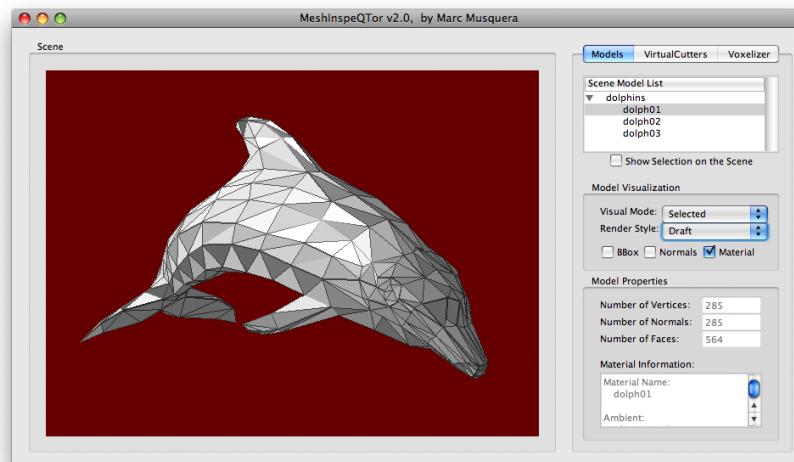 MeshInspeQTor v2.0, by Marc Musquera
Scene
Models VirtualCutters Voxelizer
Scene Model List
dolphins
dolph01
dolph02
dolph03
Show Selection on the Scene
Model Visualization
Visual Mode: Selected
Render Style: Draft
BBox Normals Material
Model Properties
Number of Vertices: 285
Number of Normals: 285
Number of Faces: 564
Material Information:
Material Name:
dolph01
Ambient: